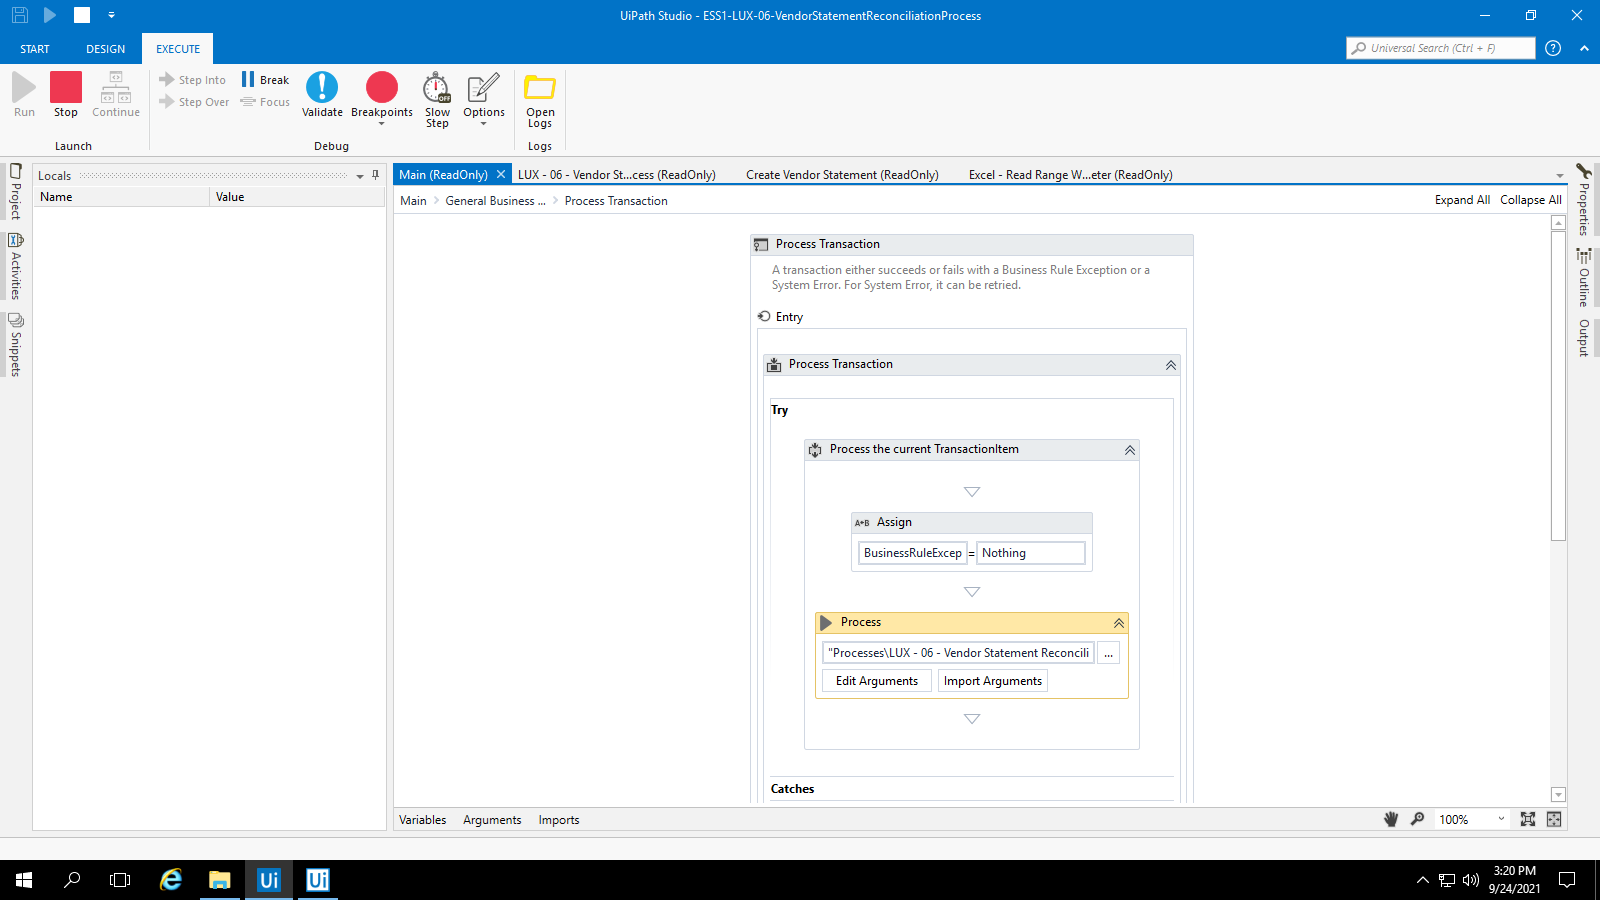 UiPath Studio - ESS1-LUX-06-VendorStatementReconciliationProcess
START
DESIGN
EXECUTE
Universal Search (Ctrl + F)
?
Run
Stop
Continue
Step Into
Step Over
Break
Focus
Validate
Breakpoints
Slow
Step
OFF
Options
Open
Logs
Launch
Debug
Logs
Project
Activities
Snippets
Locals
Name
Value
Main (ReadOnly)
LUX - 06 - Vendor St...cess (ReadOnly)
Create Vendor Statement (ReadOnly)
Excel - Read Range W...eter (ReadOnly)
Main
General Business ...
Process Transaction
Expand All
Collapse All
Process Transaction
A transaction either succeeds or fails with a Business Rule Exception or a
System Error. For System Error, it can be retried.
Entry
Process Transaction
Try
Process the current TransactionItem
A+B
Assign
BusinessRuleExcep
=
Nothing
Process
"Processes\LUX - 06 - Vendor Statement Reconcili
...
Edit Arguments
Import Arguments
Catches
Properties
Outline
Output
Variables
Arguments
Imports
100%
Ui
Ui
3:20 PM
9/24/2021